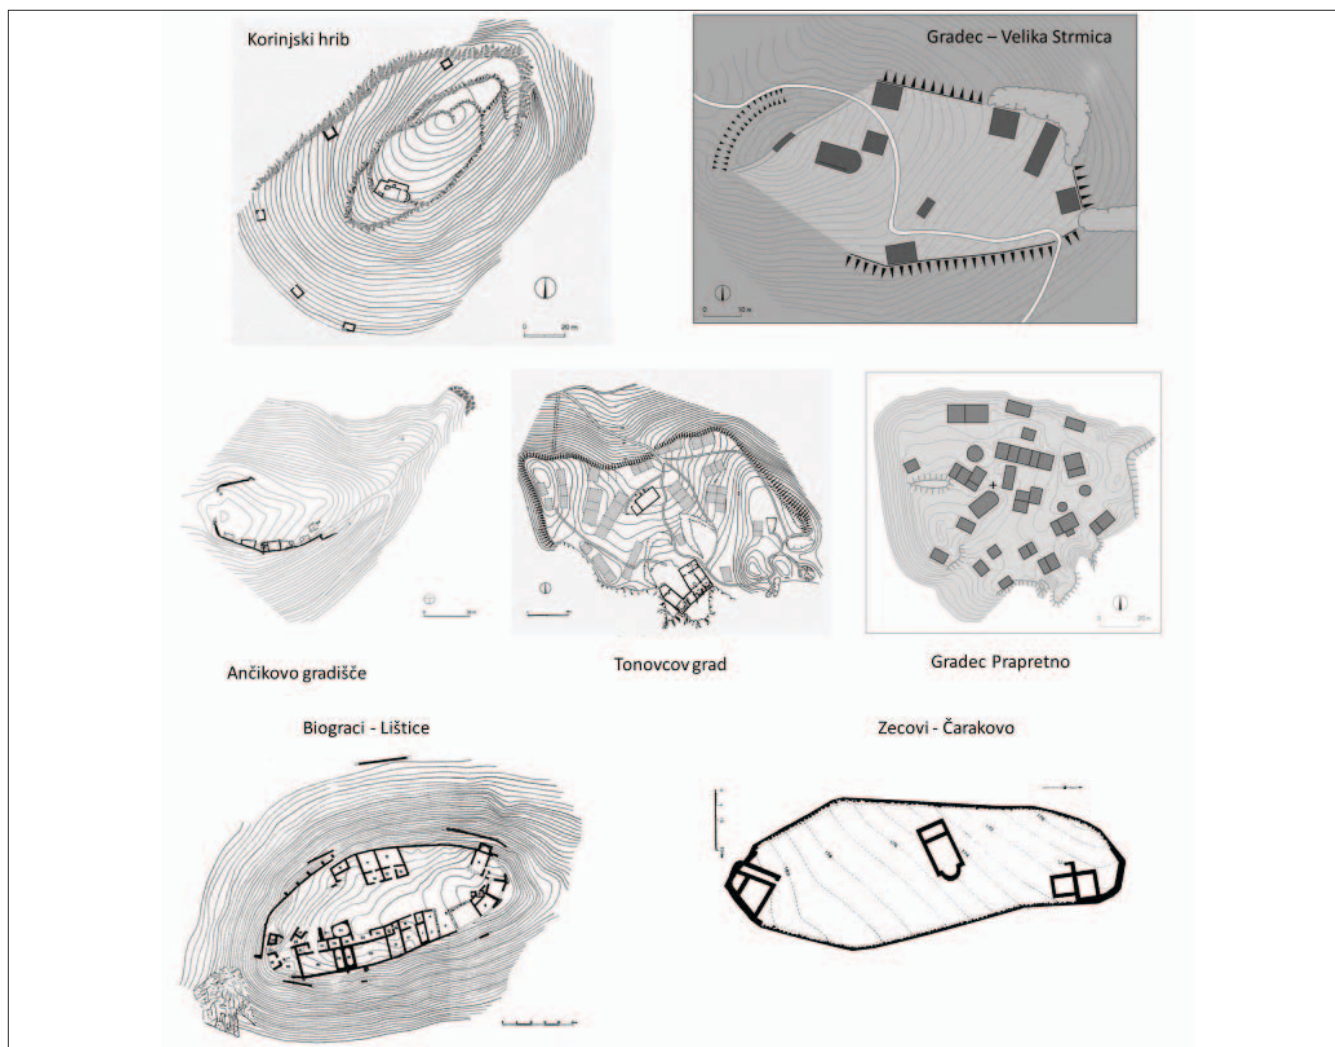 Korinjski hrib
Gradec – Velika Strmica
0 20 m
0 10 m
Ančikovo gradišče
Tonovcov grad
Gradec Prapretno
0 20 m
Biograci - Lištice
Zecovi - Čarakovo